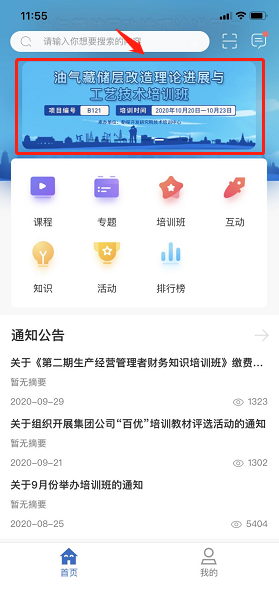 11:55
请输入你想要搜索的内容
油气藏储层改造理论进展与
工艺技术培训班
项目编号 B121 培训时间 2020年10月20日—10月23日
课程 专题 培训班 互动
知识 活动 排行榜
通知公告
关于《第二期生产经营管理者财务知识培训班》缴费...
暂无摘要
2020-09-29 1323
关于组织开展集团公司“百优”培训教材评选活动的通知
暂无摘要
2020-09-21 1302
关于9月份举办培训班的通知
暂无摘要
2020-08-25 5404
首页 我的